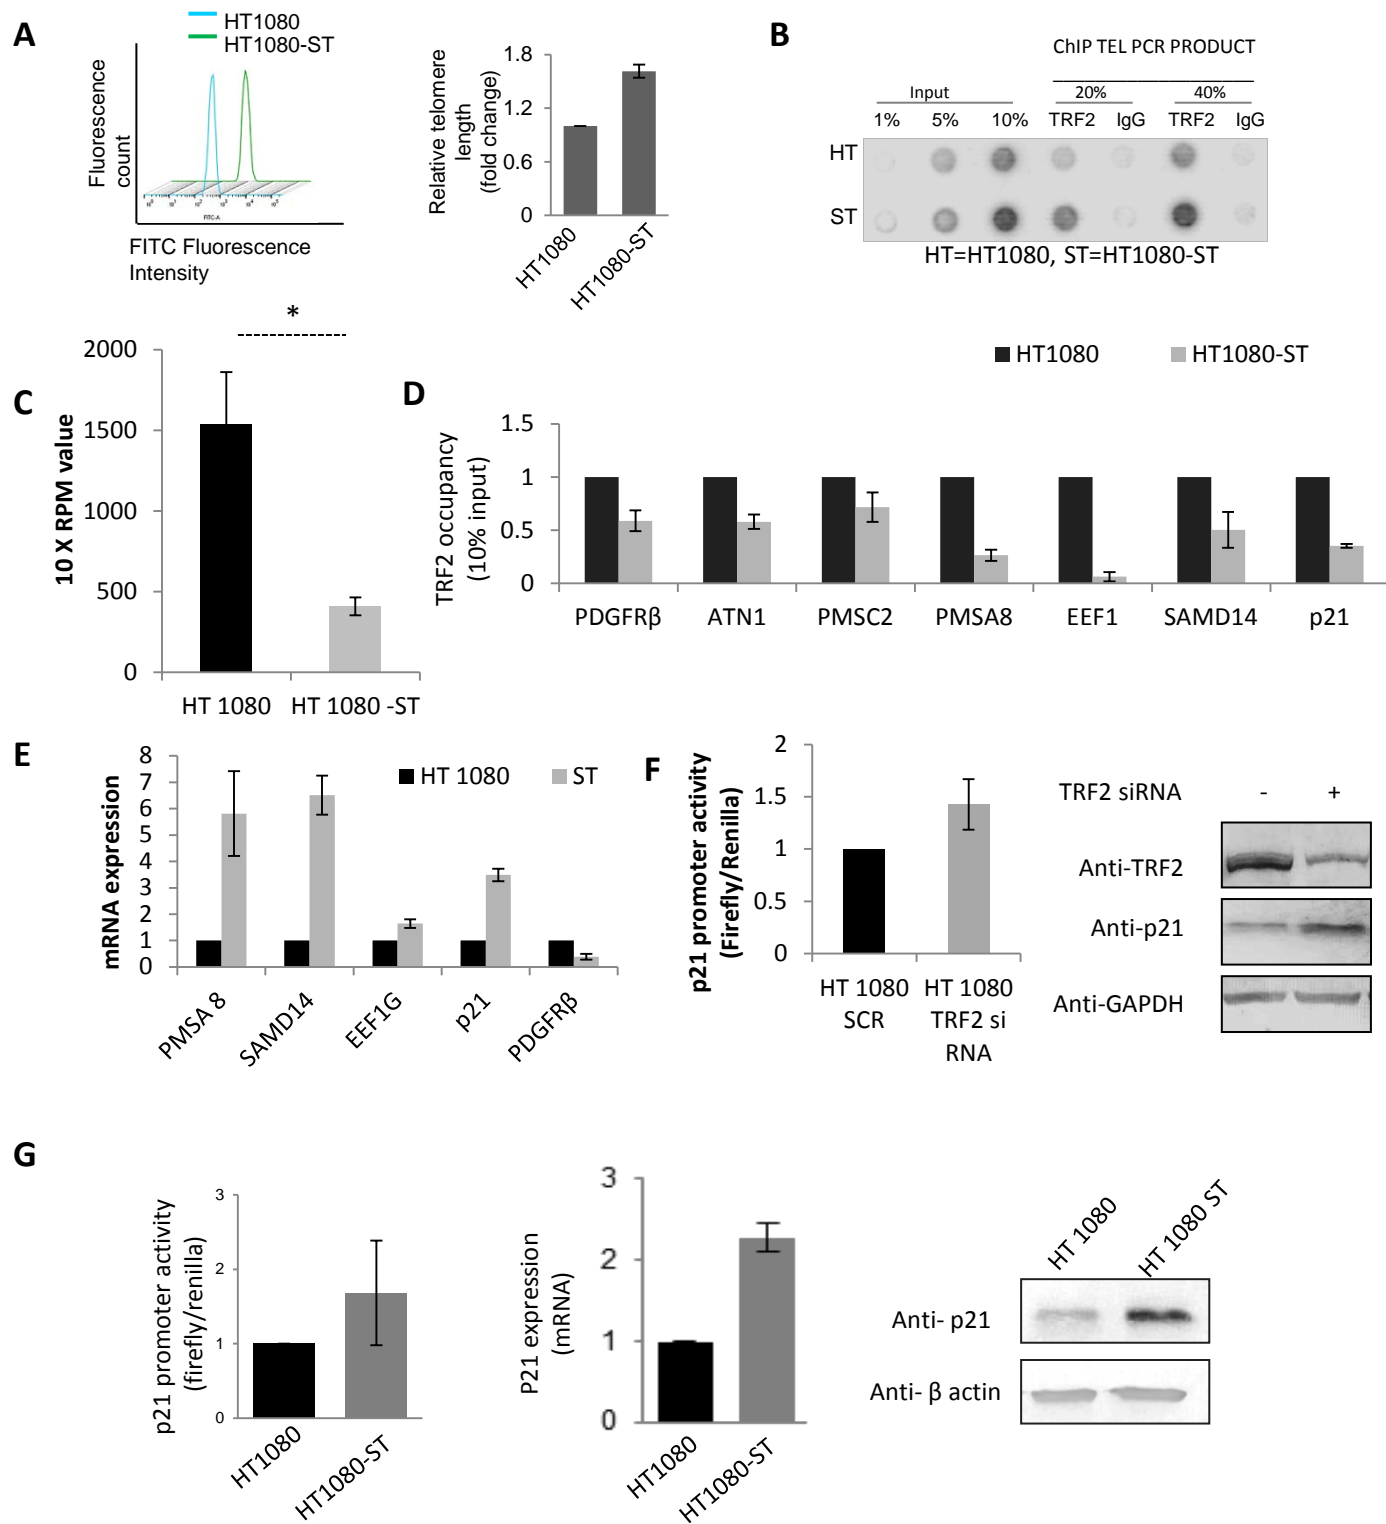 A
HT1080
HT1080-ST
Fluorescence
count
FITC-A
FITC Fluorescence
Intensity
Relative telomere
length
(fold change)
1.8
1.2
0.6
0
HT1080
HT1080-ST
B
ChIP TEL PCR PRODUCT
Input
20%
40%
1%
5%
10%
TRF2
IgG
TRF2
IgG
HT
ST
HT=HT1080, ST=HT1080-ST
C
*
10 X RPM value
2000
1500
1000
500
0
HT 1080
HT 1080 -ST
D
HT1080
HT1080-ST
TRF2 occupancy
(10% input)
1.5
1
0.5
0
PDGFRβ
ATN1
PMSC2
PMSA8
EEF1
SAMD14
p21
E
HT 1080
ST
mRNA expression
8
7
6
5
4
3
2
1
0
PMSA 8
SAMD14
EEF1G
p21
PDGFRβ
F
p21 promoter activity
(Firefly/Renilla)
2
1.5
1
0.5
0
HT 1080
SCR
HT 1080
TRF2 si
RNA
TRF2 siRNA
-
+
Anti-TRF2
Anti-p21
Anti-GAPDH
G
p21 promoter activity
(firefly/renilla)
3
2
1
0
HT1080
HT1080-ST
P21 expression
(mRNA)
3
2
1
0
HT1080
HT1080-ST
HT 1080
HT 1080 ST
Anti- p21
Anti- β actin